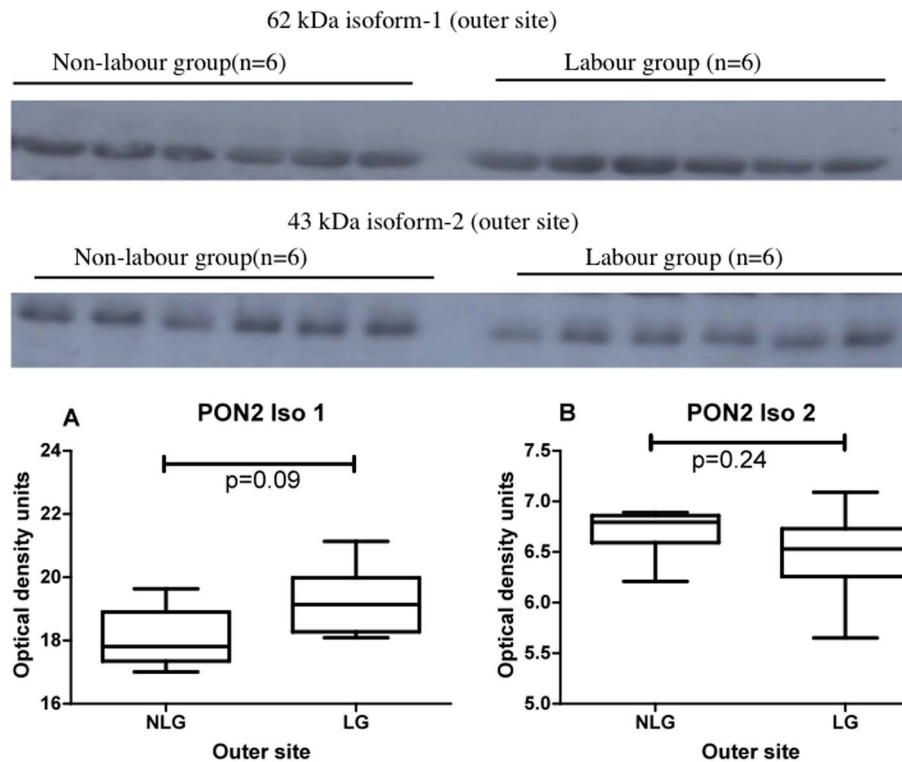 62 kDa isoform-1 (outer site)
Non-labour group(n=6)
Labour group (n=6)
43 kDa isoform-2 (outer site)
Non-labour group(n=6)
Labour group (n=6)
A
PON2 Iso 1
24
22
20
18
16
Optical density units
p=0.09
NLG
LG
Outer site
B
PON2 Iso 2
7.5
7.0
6.5
6.0
5.5
5.0
Optical density units
p=0.24
NLG
LG
Outer site